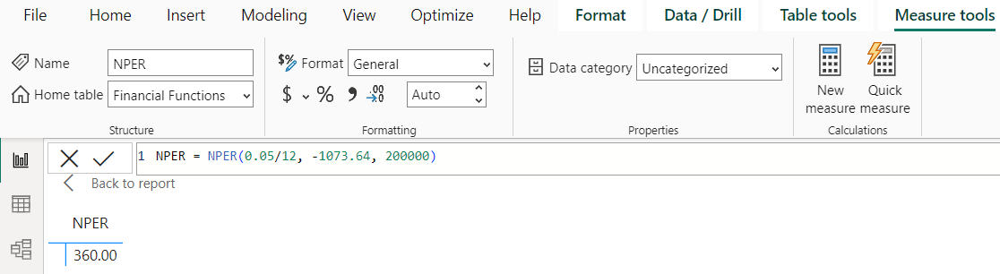 File Home Insert Modeling View Optimize Help Format Data / Drill Table tools Measure tools
Name NPER $% Format General Data category Uncategorized
Home table Financial Functions $ % , .00 →0 Auto New measure Quick measure
Structure Formatting Properties Calculations
1 NPER = NPER(0.05/12, -1073.64, 200000)
Back to report
NPER
360.00